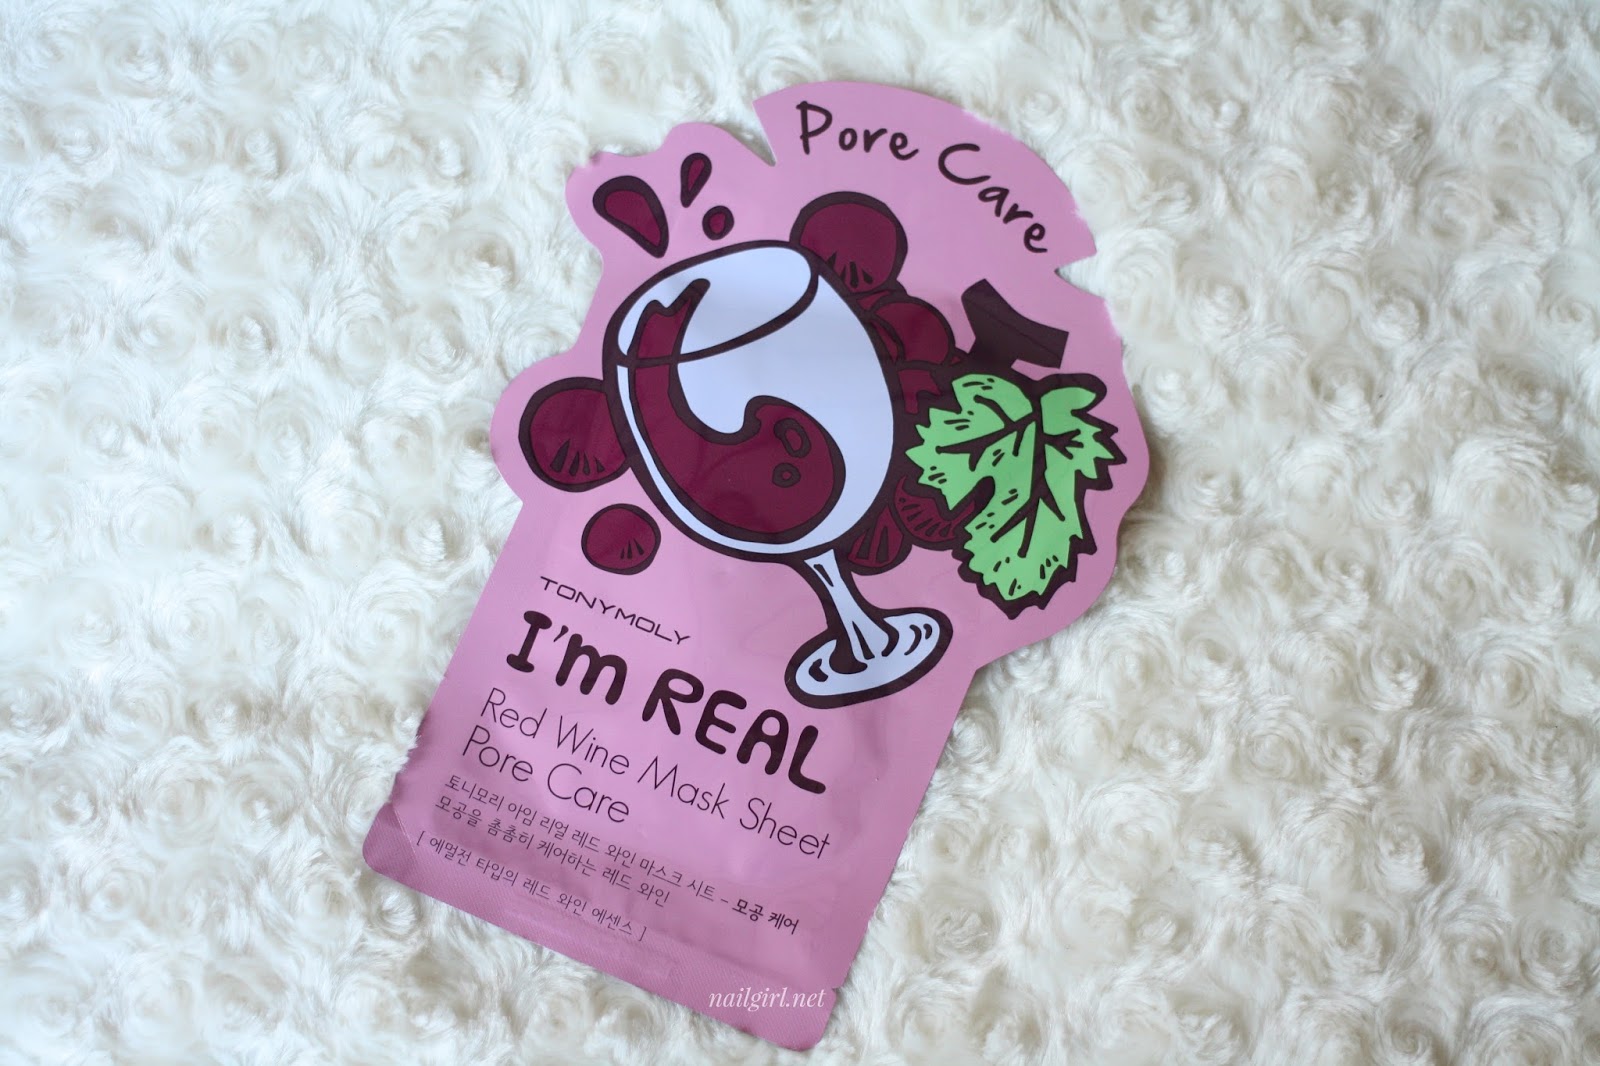 Pore Care
TONYMOLY
I'm REAL
Red Wine Mask Sheet
Pore Care
토니모리 아임 리얼 레드 와인 마스크 시트 - 모공 케어
모공을 촘촘히 케어하는 레드 와인
[ 에멀전 타입의 레드 와인 에센스 ]
nailgirl.net